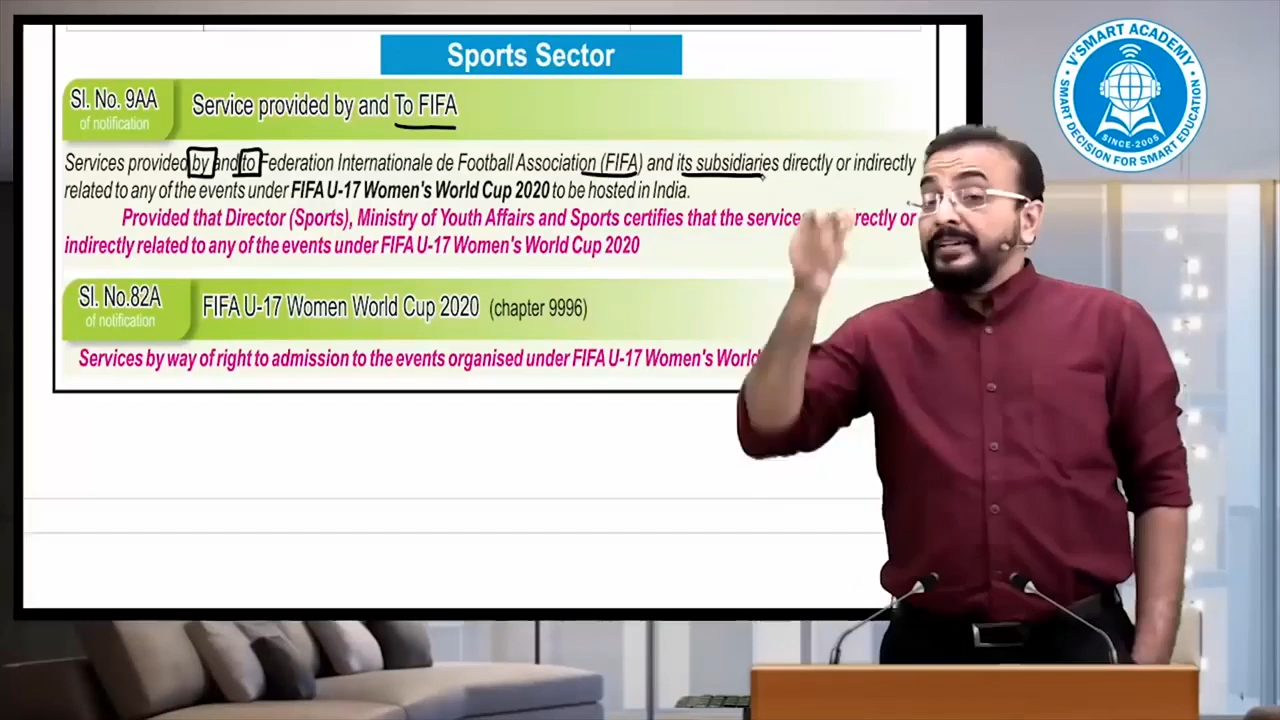 Sports Sector
Sl. No. 9AA
of notification
Service provided by and To FIFA
Services provided by and to Federation Internationale de Football Association (FIFA) and its subsidiaries directly or indirectly
related to any of the events under FIFA U-17 Women's World Cup 2020 to be hosted in India.
Provided that Director (Sports), Ministry of Youth Affairs and Sports certifies that the services directly or
indirectly related to any of the events under FIFA U-17 Women's World Cup 2020
Sl. No.82A
of notification
FIFA U-17 Women World Cup 2020 (chapter 9996)
Services by way of right to admission to the events organised under FIFA U-17 Women's World
V'SMART ACADEMY
SMART DECISION FOR SMART EDUCATION
SINCE-2005